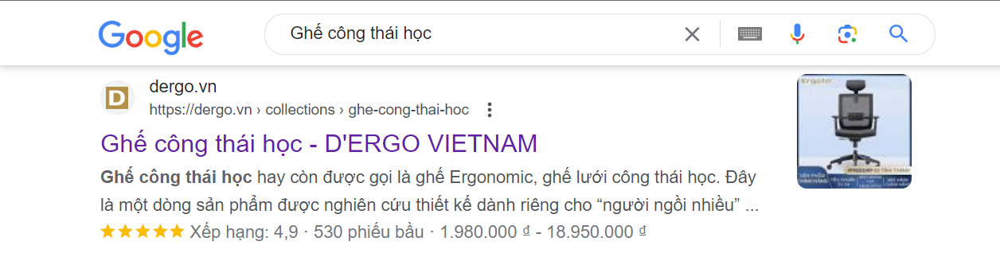 Google
Ghế công thái học
D
dergo.vn
https://dergo.vn › collections › ghe-cong-thai-hoc
Ghế công thái học - D'ERGO VIETNAM
Ghế công thái học hay còn được gọi là ghế Ergonomic, ghế lưới công thái học. Đây
là một dòng sản phẩm được nghiên cứu thiết kế dành riêng cho “người ngồi nhiều” ...
Xếp hạng: 4,9 · 530 phiếu bầu · 1.980.000 ₫ - 18.950.000 ₫